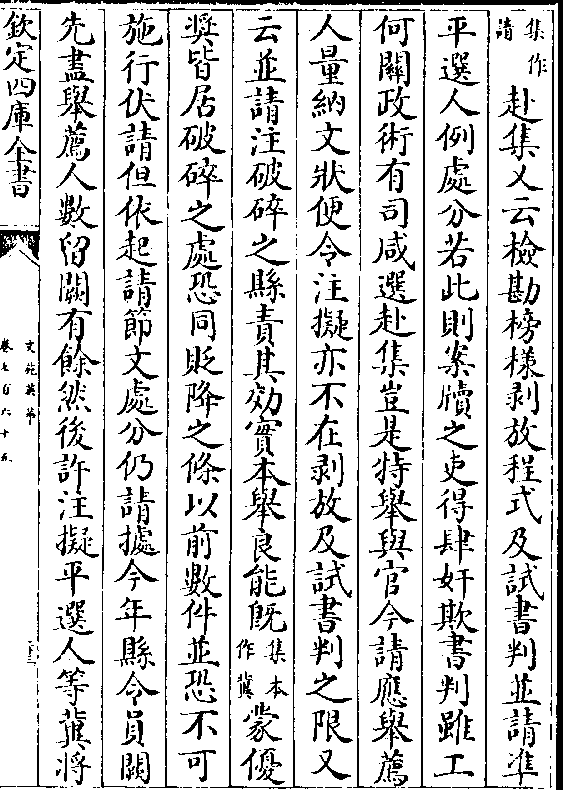 集作請赴集又云檢勘榜様剥放程式及試書判並請准
平選人例處分若此則案牘之吏得肆奸欺書判雖工
何關政術有司咸選赴集豈是特舉與官今請應舉薦
人量納文狀便令注擬亦不在剥放及試書判之限又
云並請注破碎之縣責其効實本舉良能既集本作冀蒙優
奬皆居破碎之處恐同貶降之條以前數件並恐不可
施行伏請但依起請節文處分仍請據今年縣令員闕
先盡舉薦人數留闕有餘然後許注擬平選人等冀將
欽定四庫全書
文苑英華
卷七百六十五